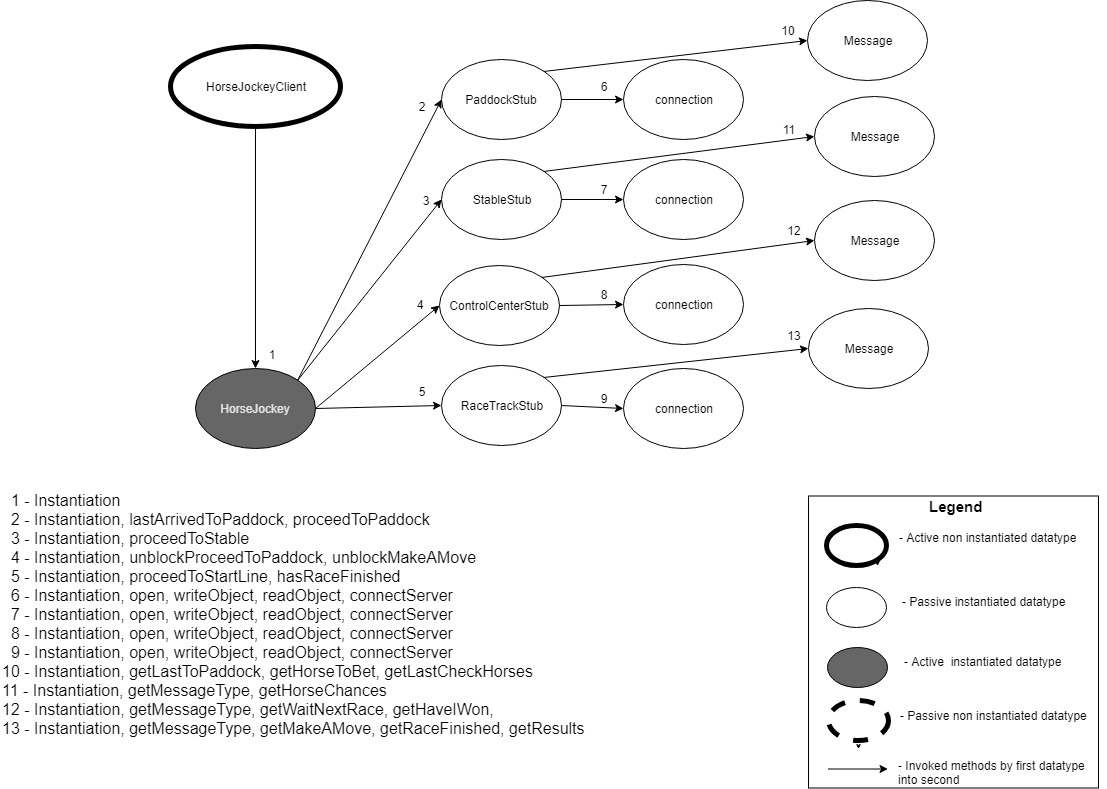 10
Message
HorseJockeyClient
PaddockStub
6
connection
2
11
Message
StableStub
7
connection
3
12
Message
ControlCenterStub
8
connection
4
13
Message
1
5
RaceTrackStub
9
connection
HorseJockey
1 - Instantiation
2 - Instantiation, lastArrivedToPaddock, proceedToPaddock
3 - Instantiation, proceedToStable
4 - Instantiation, unblockProceedToPaddock, unblockMakeAMove
5 - Instantiation, proceedToStartLine, hasRaceFinished
6 - Instantiation, open, writeObject, readObject, connectServer
7 - Instantiation, open, writeObject, readObject, connectServer
8 - Instantiation, open, writeObject, readObject, connectServer
9 - Instantiation, open, writeObject, readObject, connectServer
10 - Instantiation, getLastToPaddock, getHorseToBet, getLastCheckHorses
11 - Instantiation, getMessageType, getHorseChances
12 - Instantiation, getMessageType, getWaitNextRace, getHaveIWon,
13 - Instantiation, getMessageType, getMakeAMove, getRaceFinished, getResults
Legend
- Active non instantiated datatype
- Passive instantiated datatype
- Active instantiated datatype
- Passive non instantiated datatype
- Invoked methods by first datatype
into second